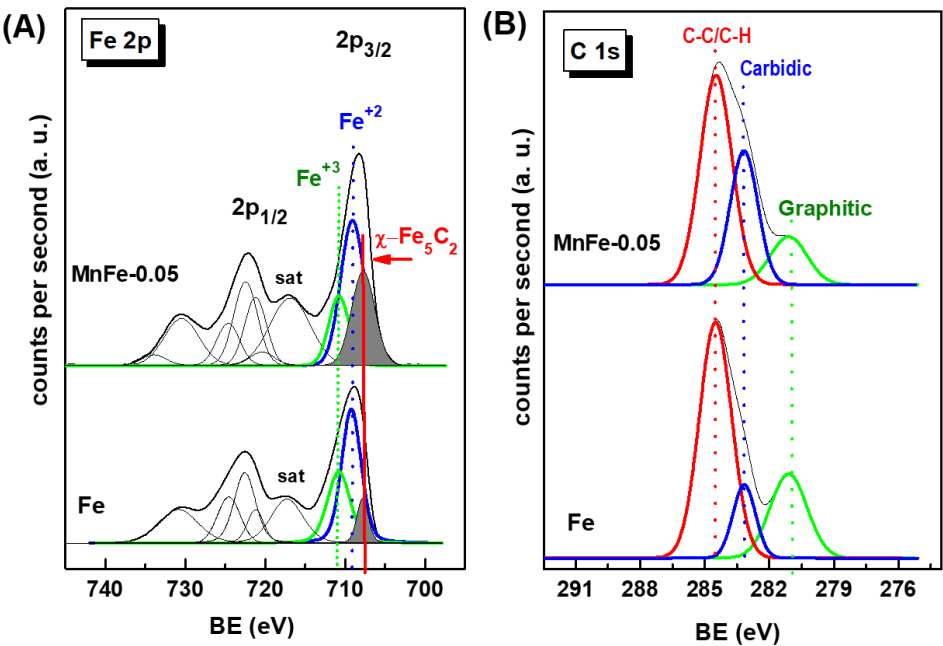 (A)
Fe 2p
2p3/2
Fe+2
Fe+3
2p1/2
χ−Fe5C2
MnFe-0.05
sat
sat
Fe
counts per second (a. u.)
740 730 720 710 700
BE (eV)
(B)
C 1s
C-C/C-H
Carbidic
Graphitic
MnFe-0.05
Fe
counts per second (a. u.)
291 288 285 282 279 276
BE (eV)